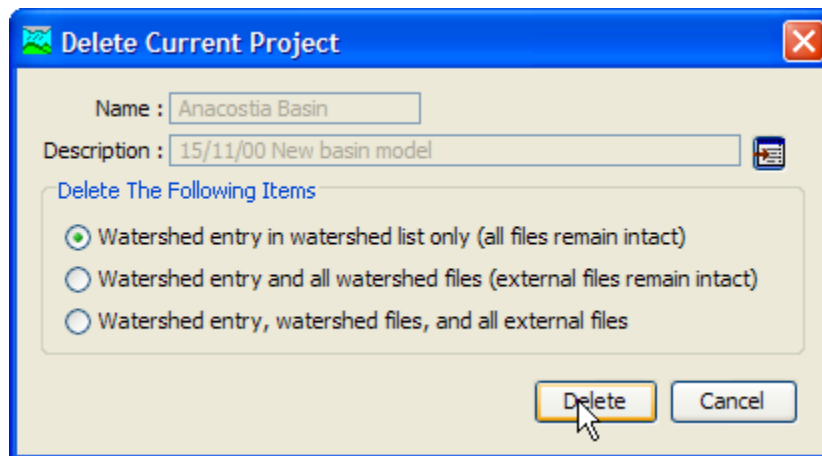 Delete Current Project
Name : Anacostia Basin
Description : 15/11/00 New basin model
Delete The Following Items
Watershed entry in watershed list only (all files remain intact)
Watershed entry and all watershed files (external files remain intact)
Watershed entry, watershed files, and all external files
Delete Cancel